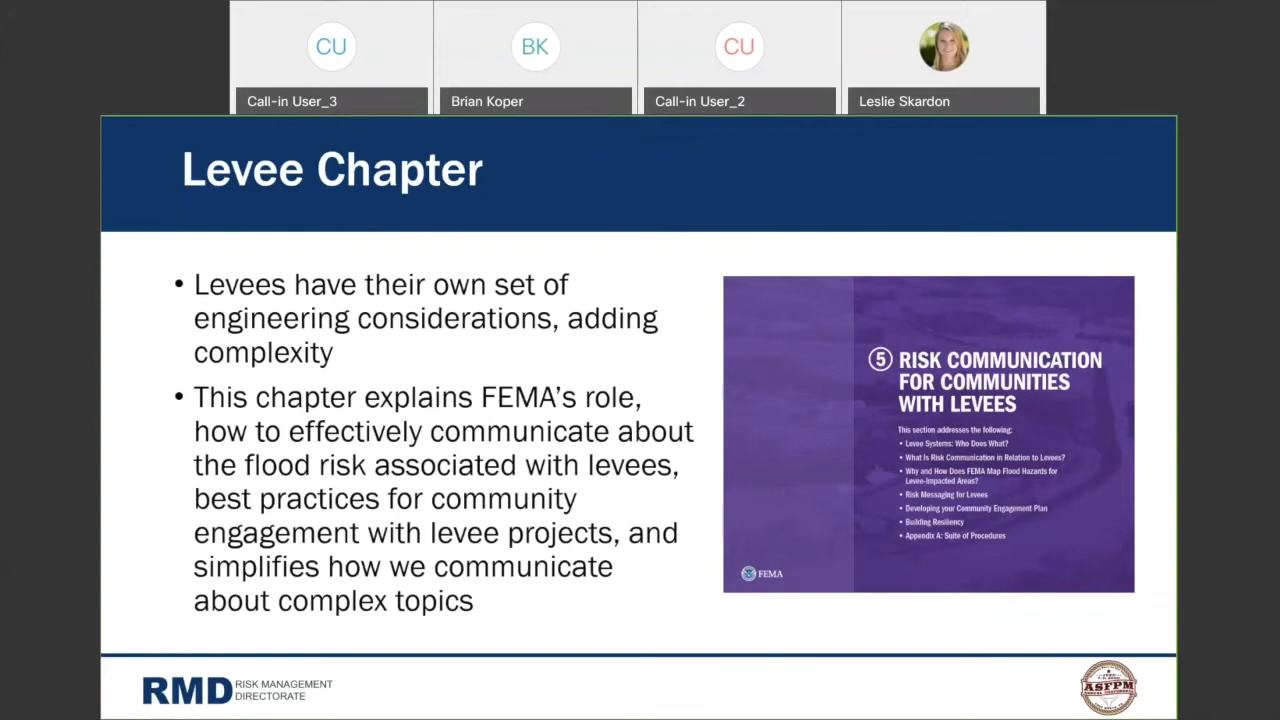 CU
BK
CU
Call-in User_3
Brian Koper
Call-in User_2
Leslie Skardon
Levee Chapter
• Levees have their own set of
engineering considerations, adding
complexity
• This chapter explains FEMA's role,
how to effectively communicate about
the flood risk associated with levees,
best practices for community
engagement with levee projects, and
simplifies how we communicate
about complex topics
5 RISK COMMUNICATION
FOR COMMUNITIES
WITH LEVEES
This section addresses the following:
• Levee Systems: Who Does What?
• What Is Risk Communication in Relation to Levees?
• Why and How Does FEMA Map Flood Hazards for
Levee-Impacted Areas?
• Risk Messaging for Levees
• Developing your Community Engagement Plan
• Building Resiliency
• Appendix A: Suite of Procedures
FEMA
RMD
RISK MANAGEMENT
DIRECTORATE
ASFPM